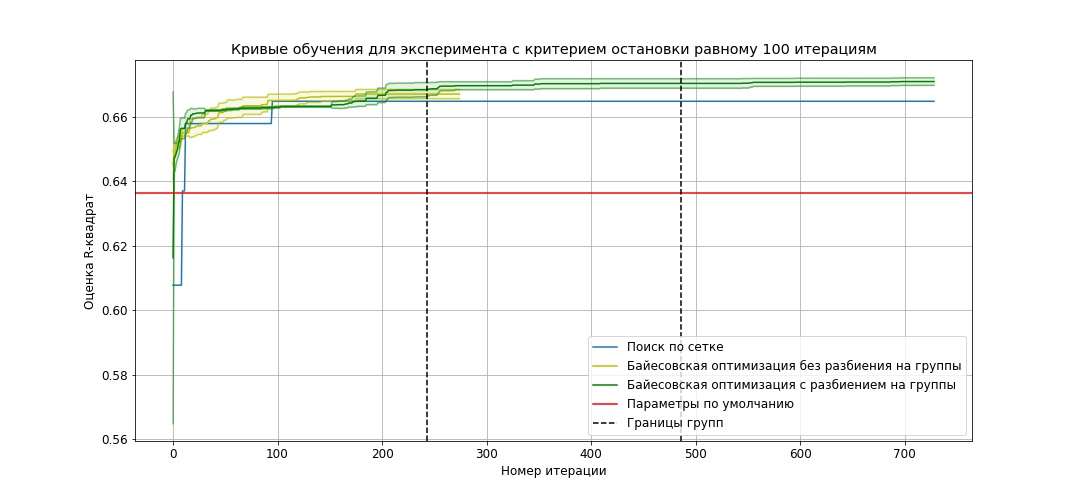 Кривые обучения для эксперимента с критерием остановки равному 100 итерациям
Оценка R-квадрат
0.66
0.64
0.62
0.60
0.58
0.56
Поиск по сетке
Байесовская оптимизация без разбиения на группы
Байесовская оптимизация с разбиением на группы
Параметры по умолчанию
Границы групп
0 100 200 300 400 500 600 700
Номер итерации